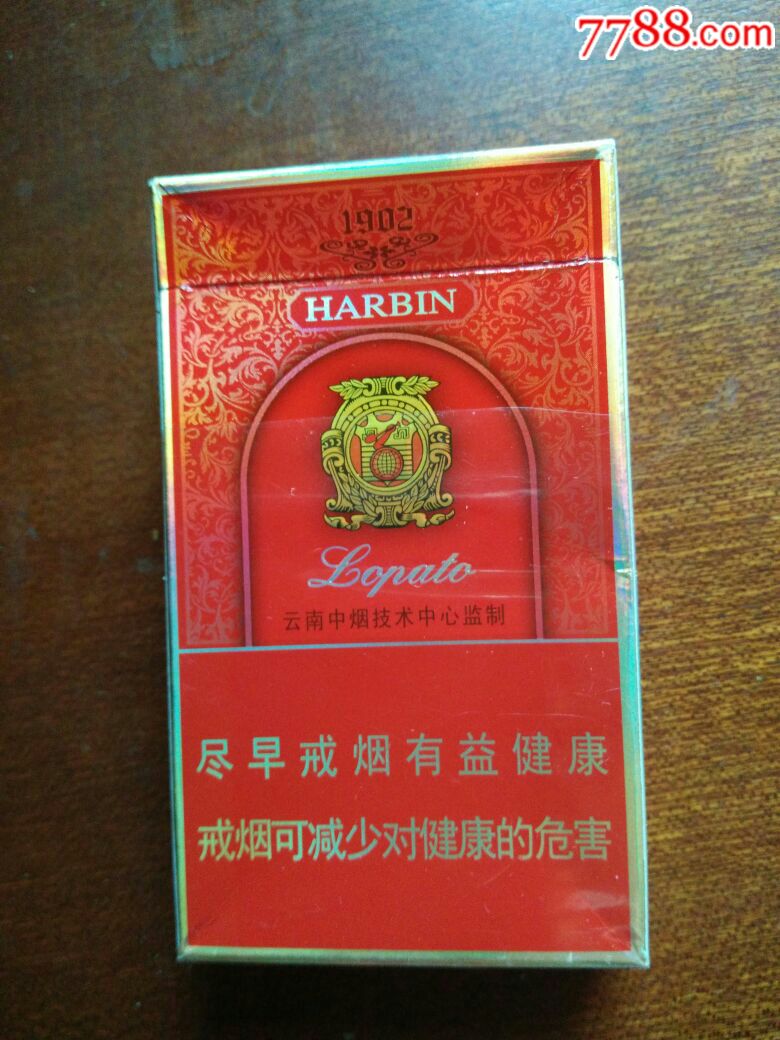 7788.com
1902
HARBIN
Lopato
云南中烟技术中心监制
尽早戒烟有益健康
戒烟可减少对健康的危害